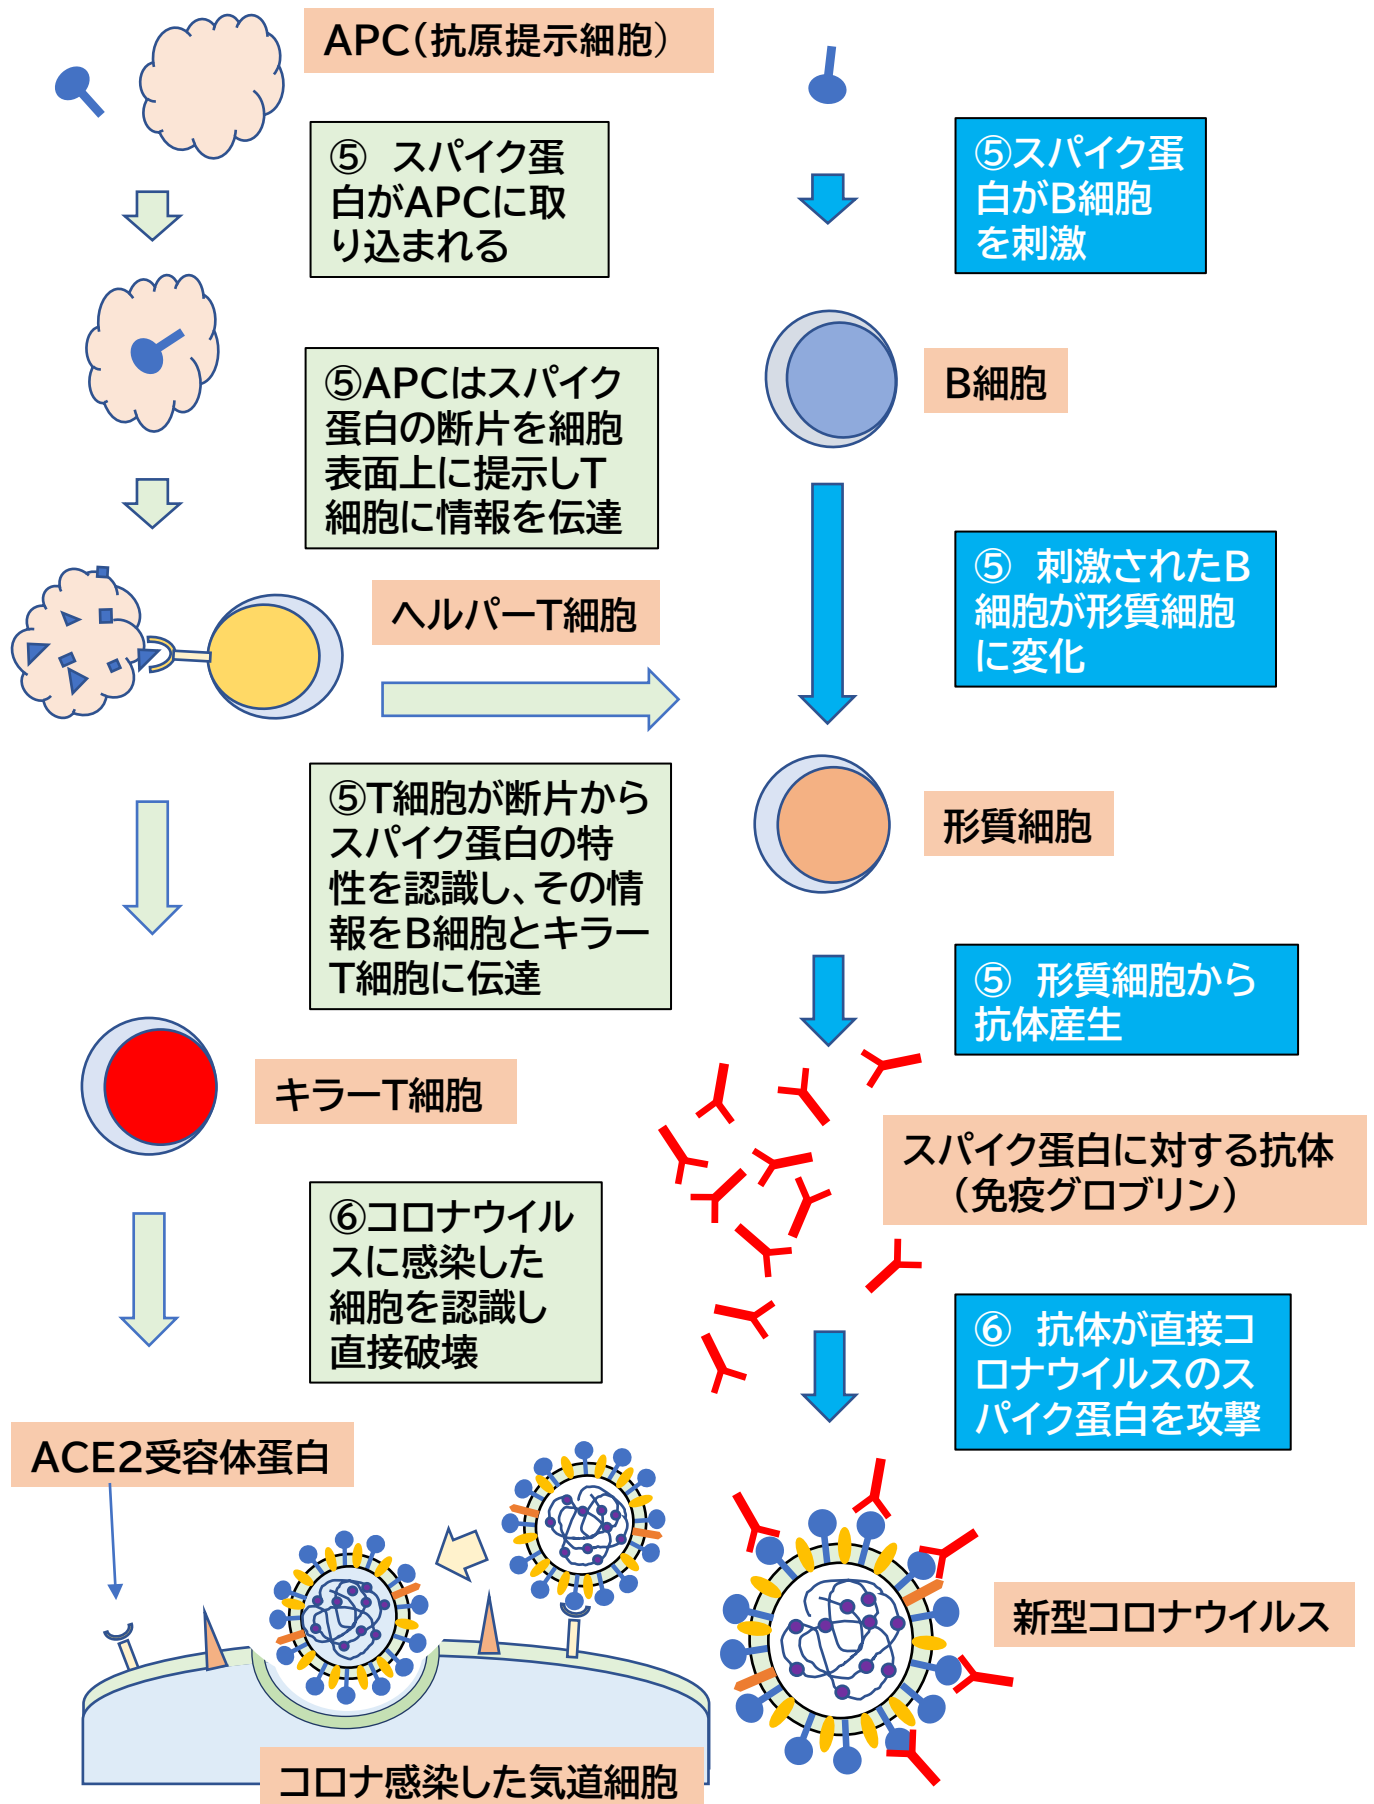 APC（抗原提示細胞）
⑤　スパイク蛋
白がAPCに取
り込まれる
⑤スパイク蛋
白がB細胞
を刺激
⑤APCはスパイク
蛋白の断片を細胞
表面上に提示しT
細胞に情報を伝達
B細胞
ヘルパーT細胞
⑤　刺激されたB
細胞が形質細胞
に変化
⑤T細胞が断片から
スパイク蛋白の特
性を認識し、その情
報をB細胞とキラー
T細胞に伝達
形質細胞
⑤　形質細胞から
抗体産生
キラーT細胞
スパイク蛋白に対する抗体
（免疫グロブリン）
⑥コロナウイル
スに感染した
細胞を認識し
直接破壊
⑥　抗体が直接コ
ロナウイルスのス
パイク蛋白を攻撃
ACE2受容体蛋白
新型コロナウイルス
コロナ感染した気道細胞